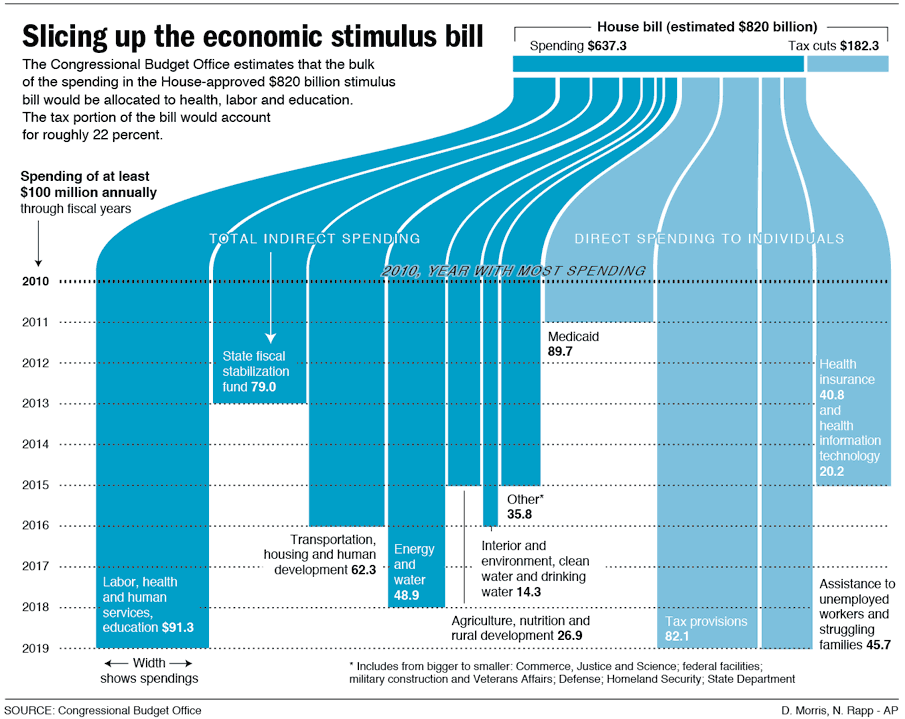 Slicing up the economic stimulus bill
The Congressional Budget Office estimates that the bulk
of the spending in the House-approved $820 billion stimulus
bill would be allocated to health, labor and education.
The tax portion of the bill would account
for roughly 22 percent.
House bill (estimated $820 billion)
Spending $637.3
Tax cuts $182.3
Spending of at least
$100 million annually
through fiscal years
TOTAL INDIRECT SPENDING
DIRECT SPENDING TO INDIVIDUALS
2010, YEAR WITH MOST SPENDING
2010
2011
2012
2013
2014
2015
2016
2017
2018
2019
Labor, health
and human
services,
education $91.3
State fiscal
stabilization
fund 79.0
Transportation,
housing and human
development 62.3
Energy
and
water
48.9
Agriculture, nutrition and
rural development 26.9
Interior and
environment, clean
water and drinking
water 14.3
Other*
35.8
Medicaid
89.7
Tax provisions
82.1
Assistance to
unemployed
workers and
struggling
families 45.7
Health
insurance
40.8
and
health
information
technology
20.2
Width
shows spendings
* Includes from bigger to smaller: Commerce, Justice and Science; federal facilities;
military construction and Veterans Affairs; Defense; Homeland Security; State Department
SOURCE: Congressional Budget Office
D. Morris, N. Rapp - AP